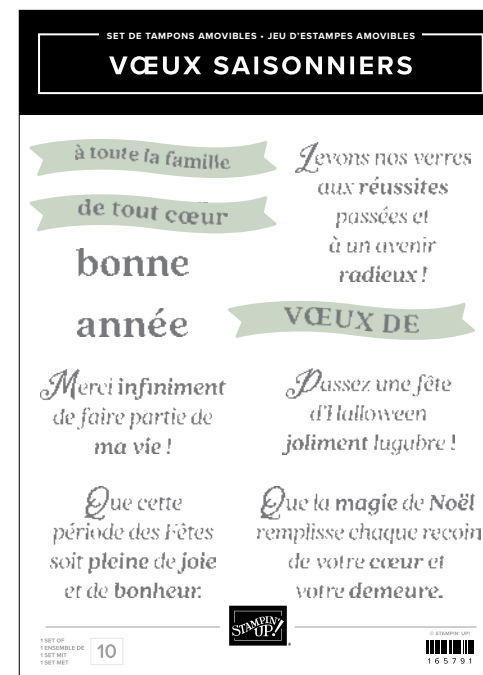 SET DE TAMPONS AMOVIBLES • JEU D'ESTAMPES AMOVIBLES
VŒUX SAISONNIERS
à toute la famille
de tout cœur
bonne
année
Levons nos verres
aux réussites
passées et
à un avenir
radieux !
VŒUX DE
Merci infiniment
de faire partie de
ma vie !
Passez une fête
d'Halloween
joliment lugubre !
Que cette
période des Fêtes
soit pleine de joie
et de bonheur.
Que la magie de Noël
remplisse chaque recoin
de votre cœur et
votre demeure.
STAMPIN' UP!
1 SET OF
1 ENSEMBLE DE
1 SET MIT
1 SET MET
10
© STAMPIN' UP!
165791